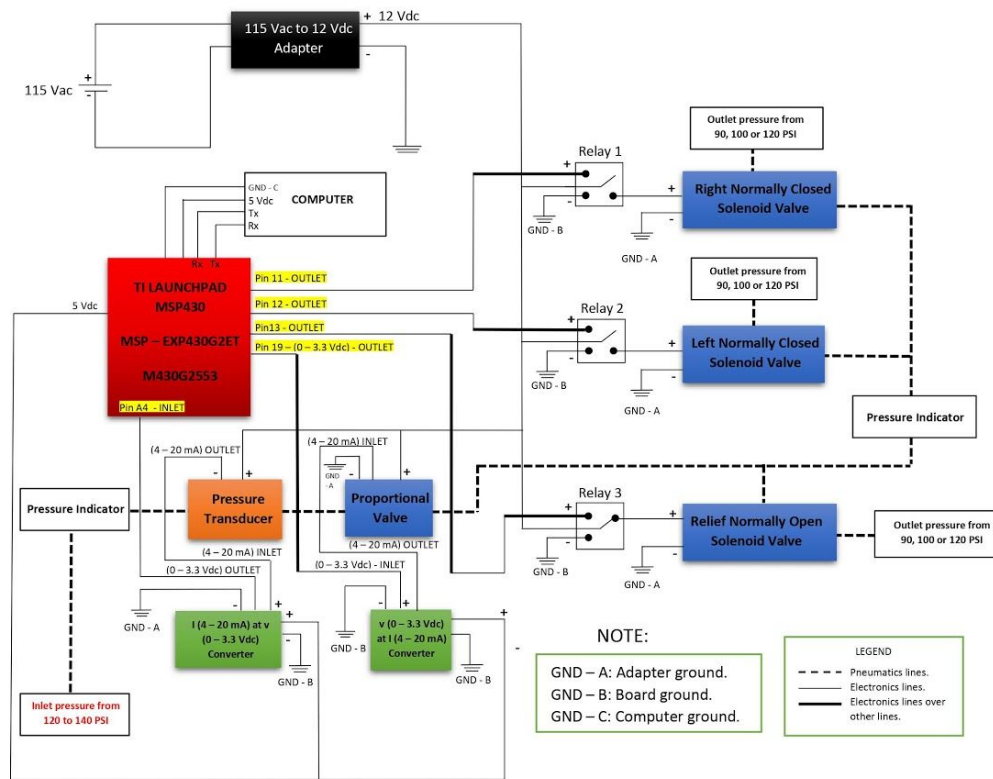 115 Vac to 12 Vdc
Adapter
+ 12 Vdc
-
+
-
115 Vac
GND - C
5 Vdc
Tx
Rx
COMPUTER
Rx Tx
TI LAUNCHPAD
MSP430
MSP – EXP430G2ET
M430G2553
Pin A4 - INLET
5 Vdc
Pin 11 - OUTLET
Pin 12 - OUTLET
Pin13 - OUTLET
Pin 19 – (0 – 3.3 Vdc) - OUTLET
Relay 1
+
-
GND - B
+
-
GND - A
Outlet pressure from
90, 100 or 120 PSI
Right Normally Closed
Solenoid Valve
Relay 2
+
-
GND - B
+
-
GND - A
Outlet pressure from
90, 100 or 120 PSI
Left Normally Closed
Solenoid Valve
Pressure Indicator
Relay 3
+
-
GND - B
+
-
GND - A
Relief Normally Open
Solenoid Valve
Outlet pressure from
90, 100 or 120 PSI
(4 – 20 mA) OUTLET
-
+
Pressure
Transducer
(4 – 20 mA) INLET
GND
- A
-
+
Proportional
Valve
Pressure Indicator
Inlet pressure from
120 to 140 PSI
(4 – 20 mA) INLET
(0 – 3.3 Vdc) OUTLET
-
+
GND - A
I (4 – 20 mA) at v
(0 – 3.3 Vdc)
Converter
-
GND - B
(4 – 20 mA) OUTLET
(0 – 3.3 Vdc) - INLET
-
+
+
-
GND - B
v (0 – 3.3 Vdc)
at I (4 – 20 mA)
Converter
-
GND - B
NOTE:
GND – A: Adapter ground.
GND – B: Board ground.
GND – C: Computer ground.
LEGEND
Pneumatics lines.
Electronics lines.
Electronics lines over
other lines.